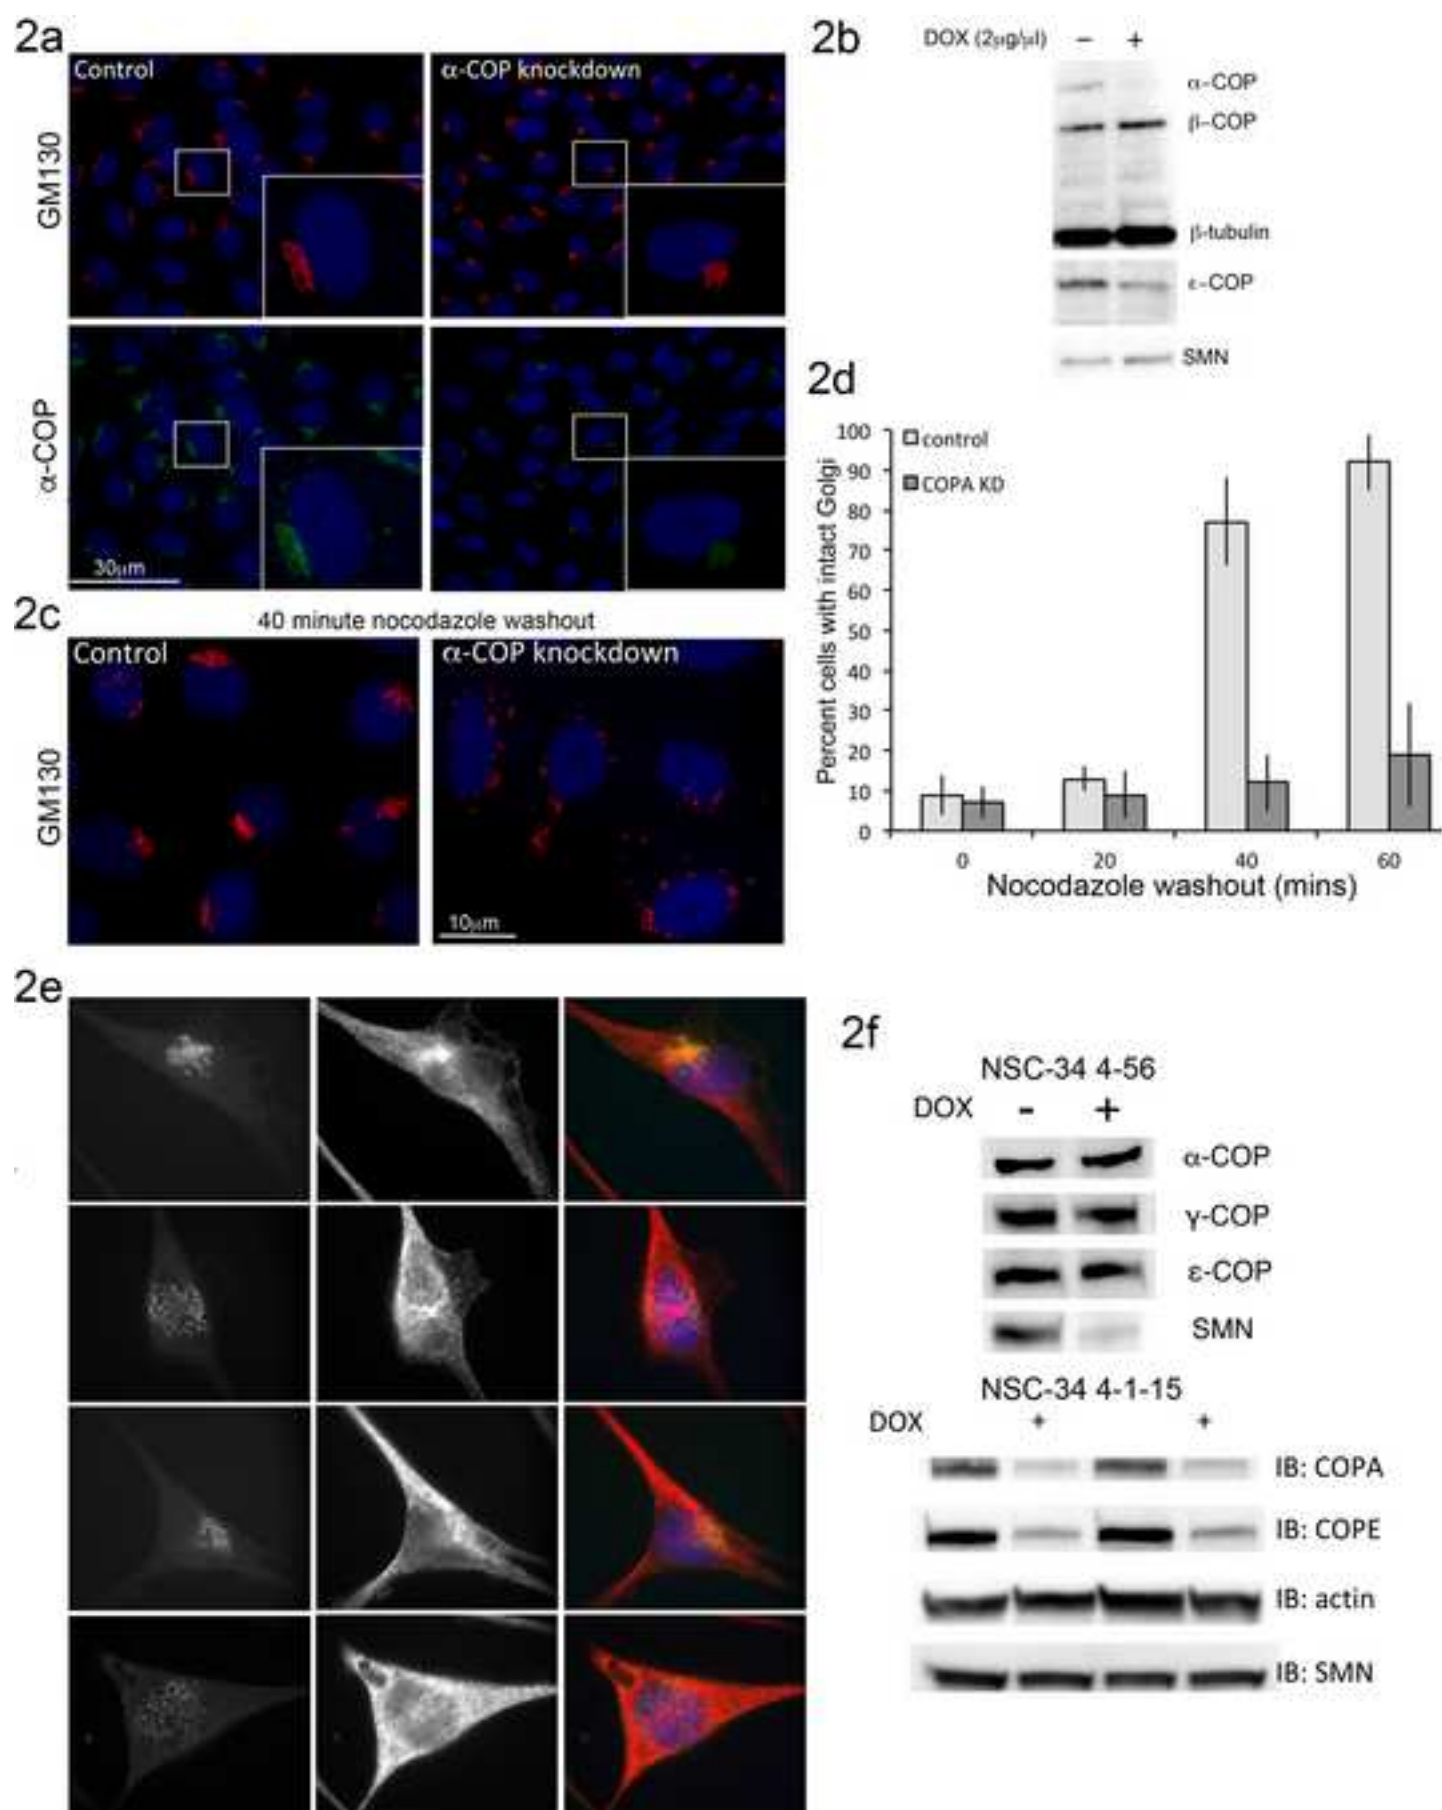 2a
Control
α-COP knockdown
GM130
α-COP
30µm
2b
DOX (2µg/µl) – +
α-COP
β-COP
β-tubulin
ε-COP
SMN
2c
40 minute nocodazole washout
Control
α-COP knockdown
GM130
10µm
2d
Percent cells with intact Golgi
100
90
80
70
60
50
40
30
20
10
0
control
COPA KD
0 20 40 60
Nocodazole washout (mins)
2e
2f
NSC-34 4-56
DOX - +
α-COP
γ-COP
ε-COP
SMN
NSC-34 4-1-15
DOX + +
IB: COPA
IB: COPE
IB: actin
IB: SMN